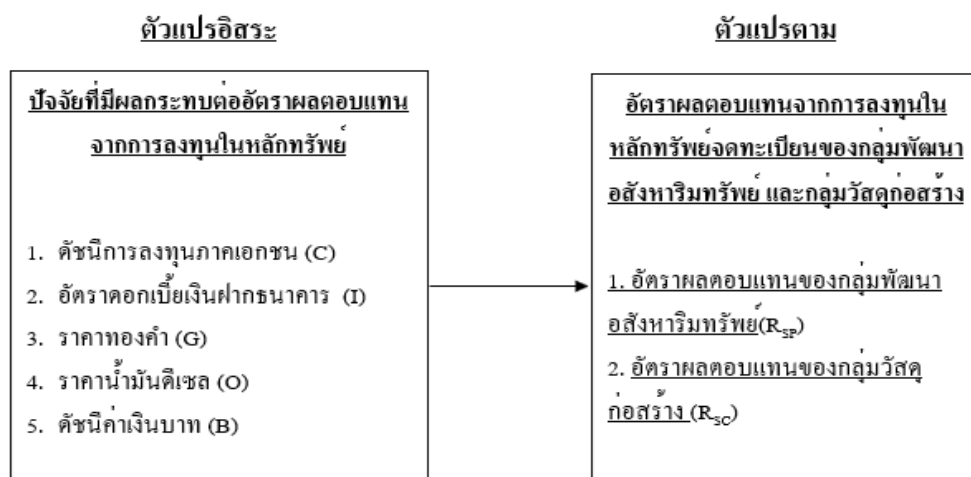 ตัวแปรอิสระ
ปัจจัยที่มีผลกระทบต่ออัตราผลตอบแทน
จากการลงทุนในหลักทรัพย์
1. ดัชนีการลงทุนภาคเอกชน (C)
2. อัตราดอกเบี้ยเงินฝากธนาคาร (I)
3. ราคาทองคำ (G)
4. ราคาน้ำมันดีเซล (O)
5. ดัชนีค่าเงินบาท (B)
ตัวแปรตาม
อัตราผลตอบแทนจากการลงทุนใน
หลักทรัพย์จดทะเบียนของกลุ่มพัฒนา
อสังหาริมทรัพย์ และกลุ่มวัสดุก่อสร้าง
1. อัตราผลตอบแทนของกลุ่มพัฒนา
อสังหาริมทรัพย์(R_SP)
2. อัตราผลตอบแทนของกลุ่มวัสดุ
ก่อสร้าง (R_SC)